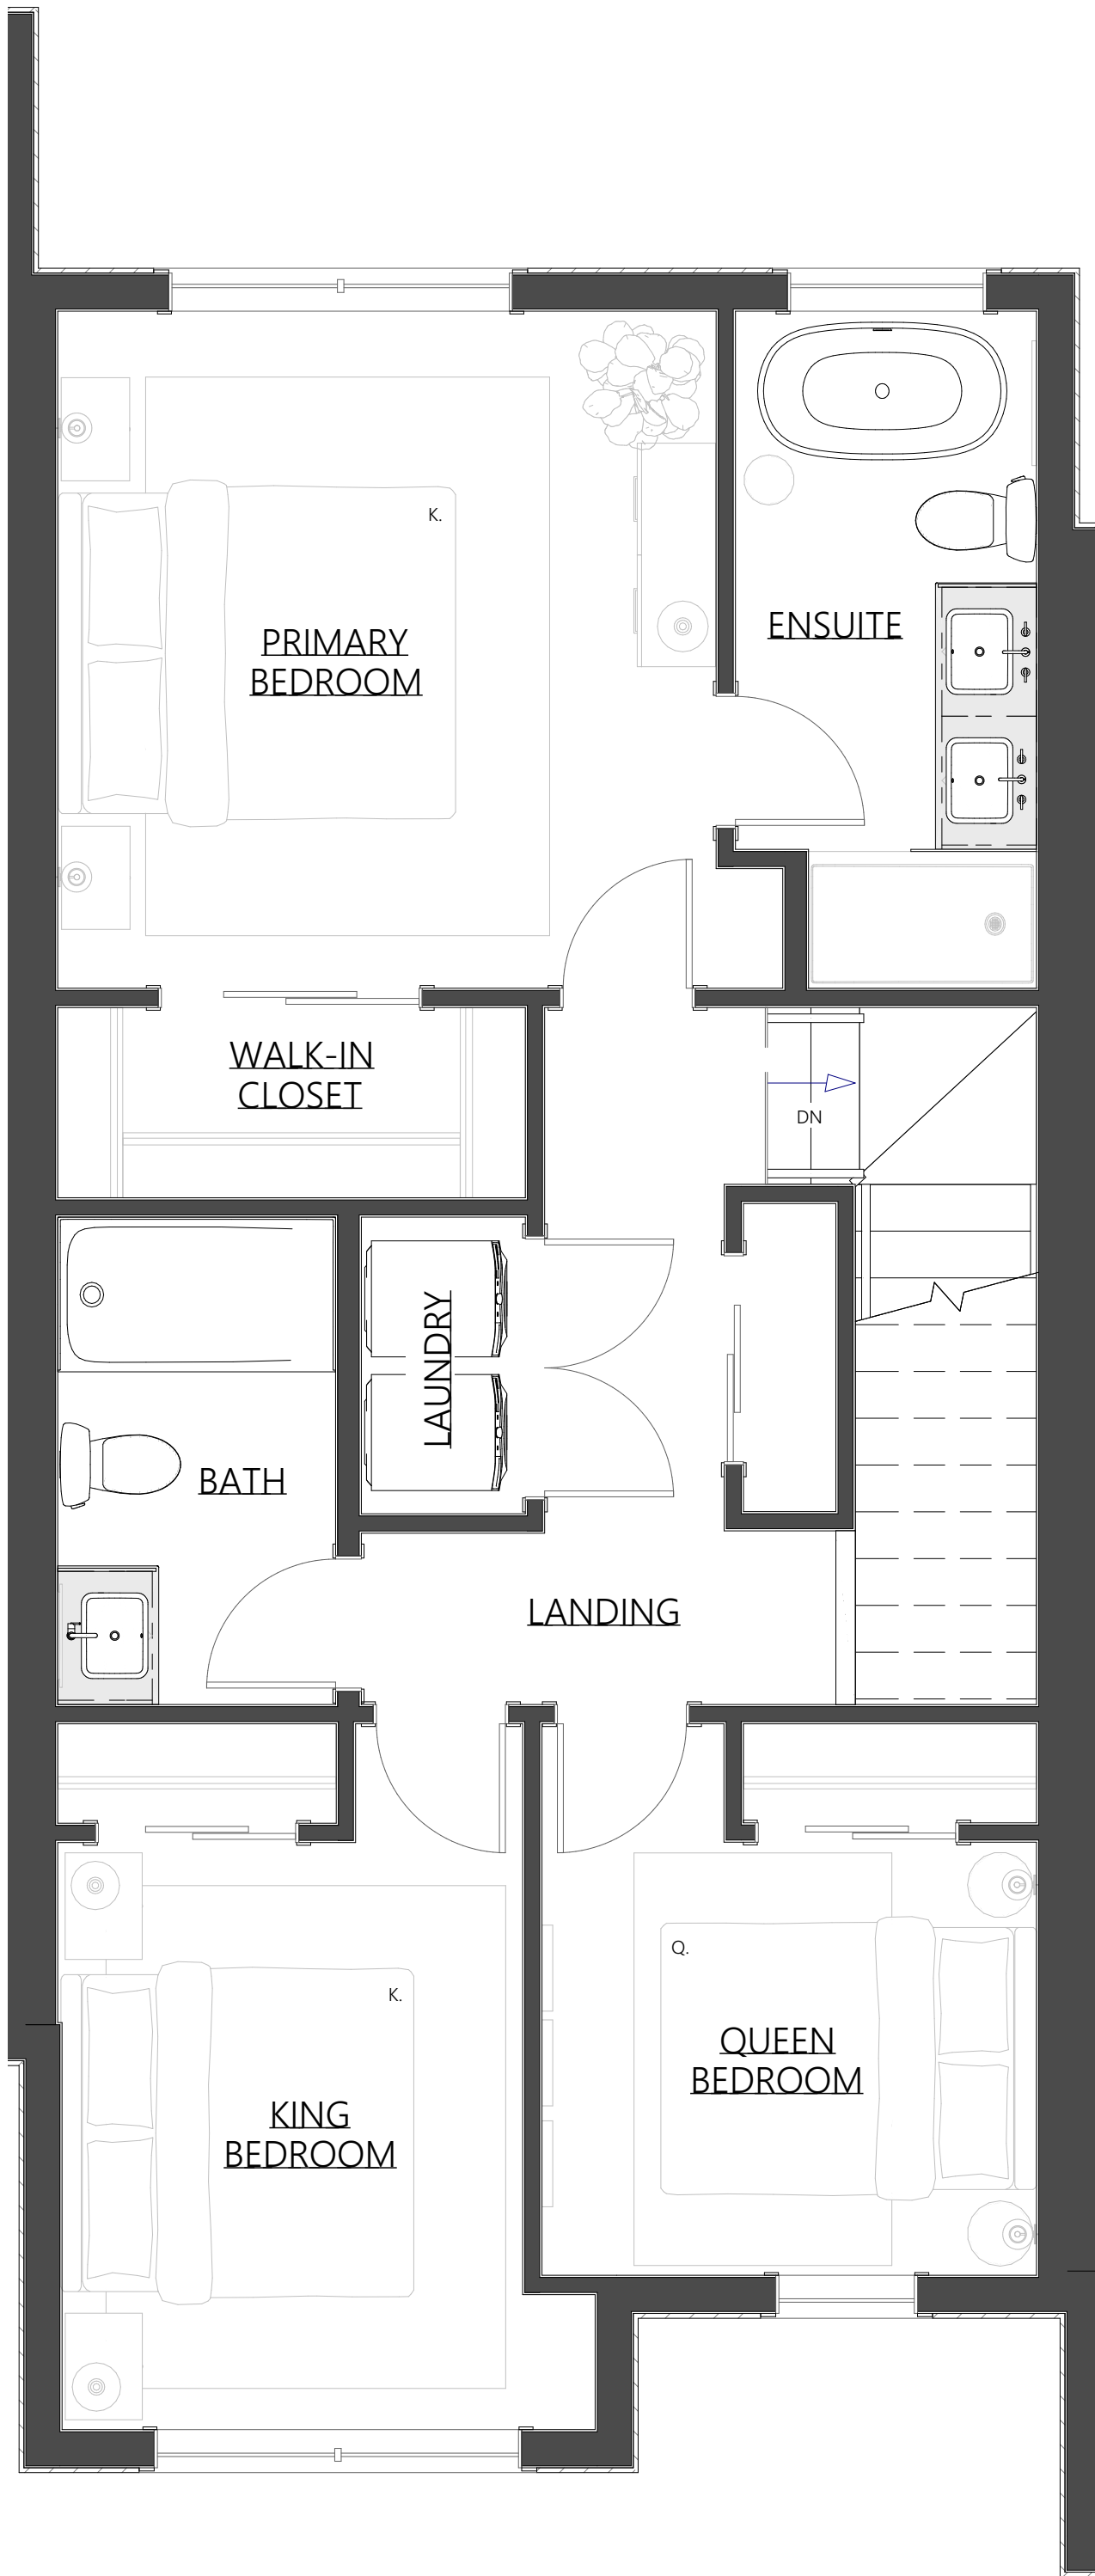 K.
PRIMARY
BEDROOM
ENSUITE
WALK-IN
CLOSET
DN
LAUNDRY
BATH
LANDING
K.
KING
BEDROOM
Q.
QUEEN
BEDROOM